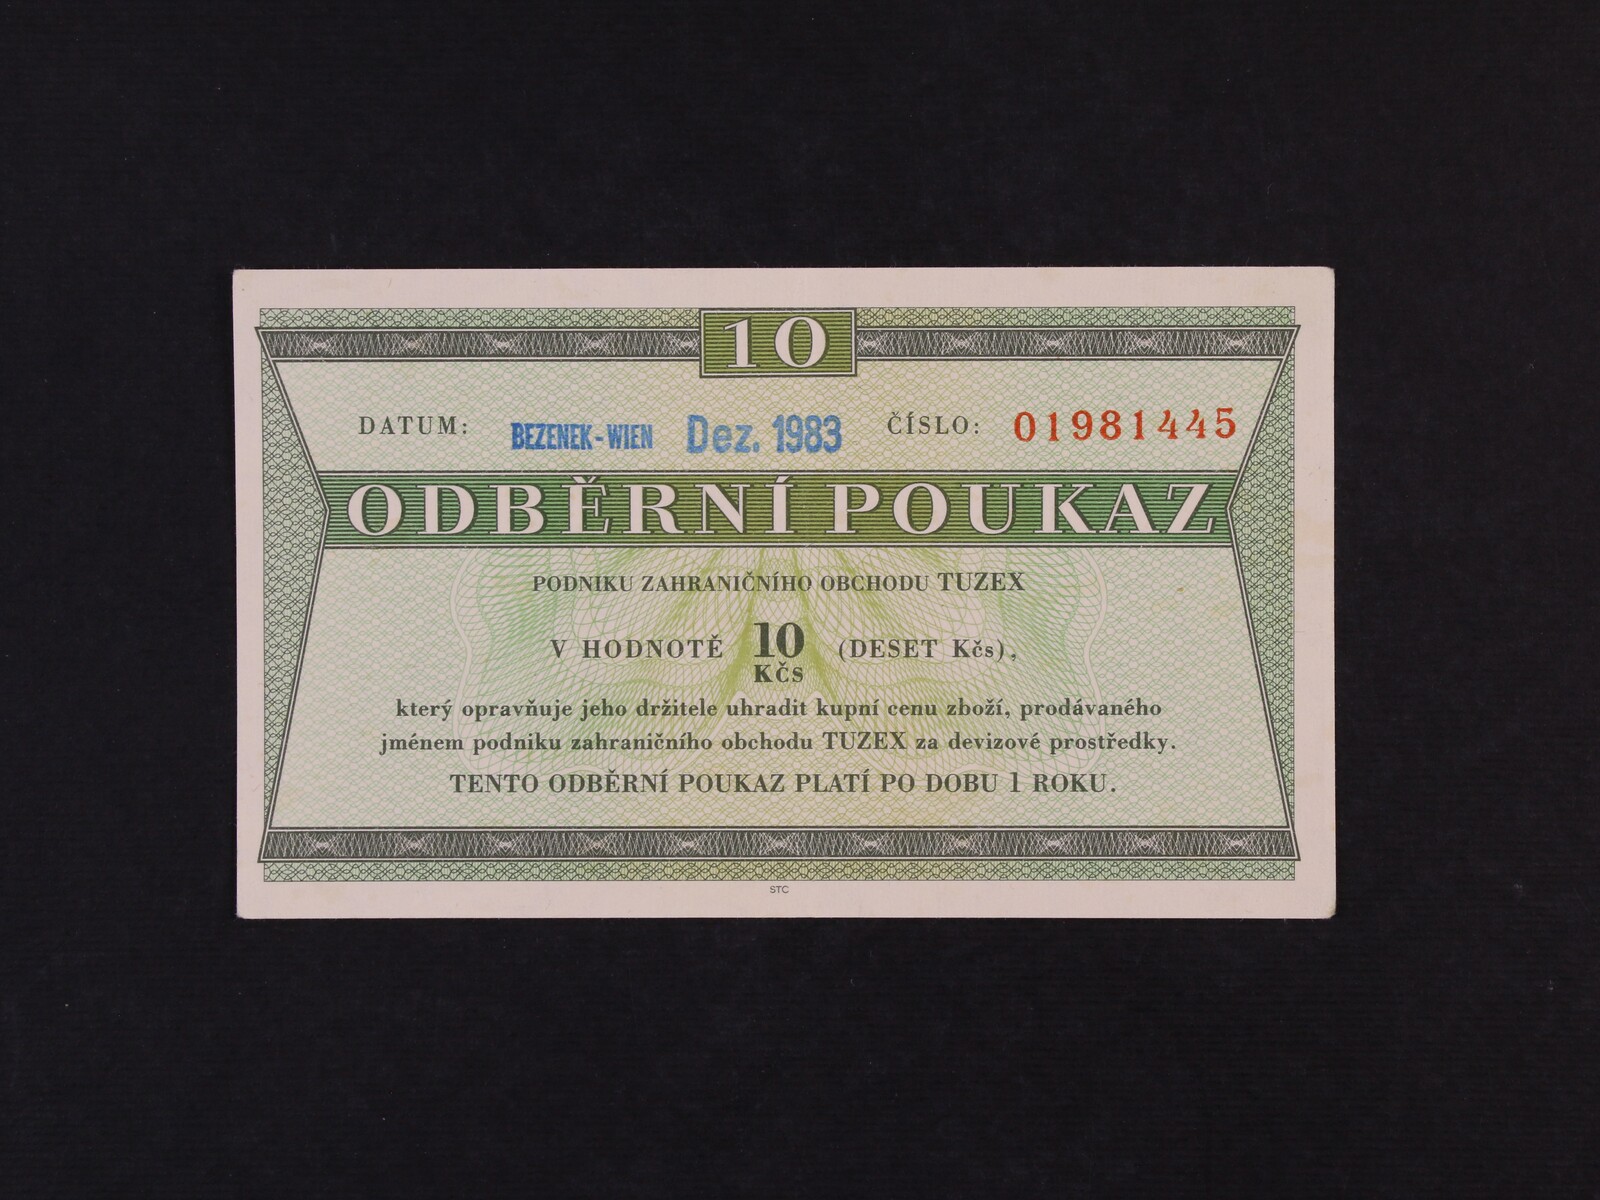 10
DATUM: BEZENEK-WIEN Dez. 1983 ČÍSLO: 01981445
ODBĚRNÍ POUKAZ
PODNIKU ZAHRANIČNÍHO OBCHODU TUZEX
V HODNOTĚ 10 Kčs (DESET Kčs),
který opravňuje jeho držitele uhradit kupní cenu zboží, prodávaného
jménem podniku zahraničního obchodu TUZEX za devizové prostředky.
TENTO ODBĚRNÍ POUKAZ PLATÍ PO DOBU 1 ROKU.
STC